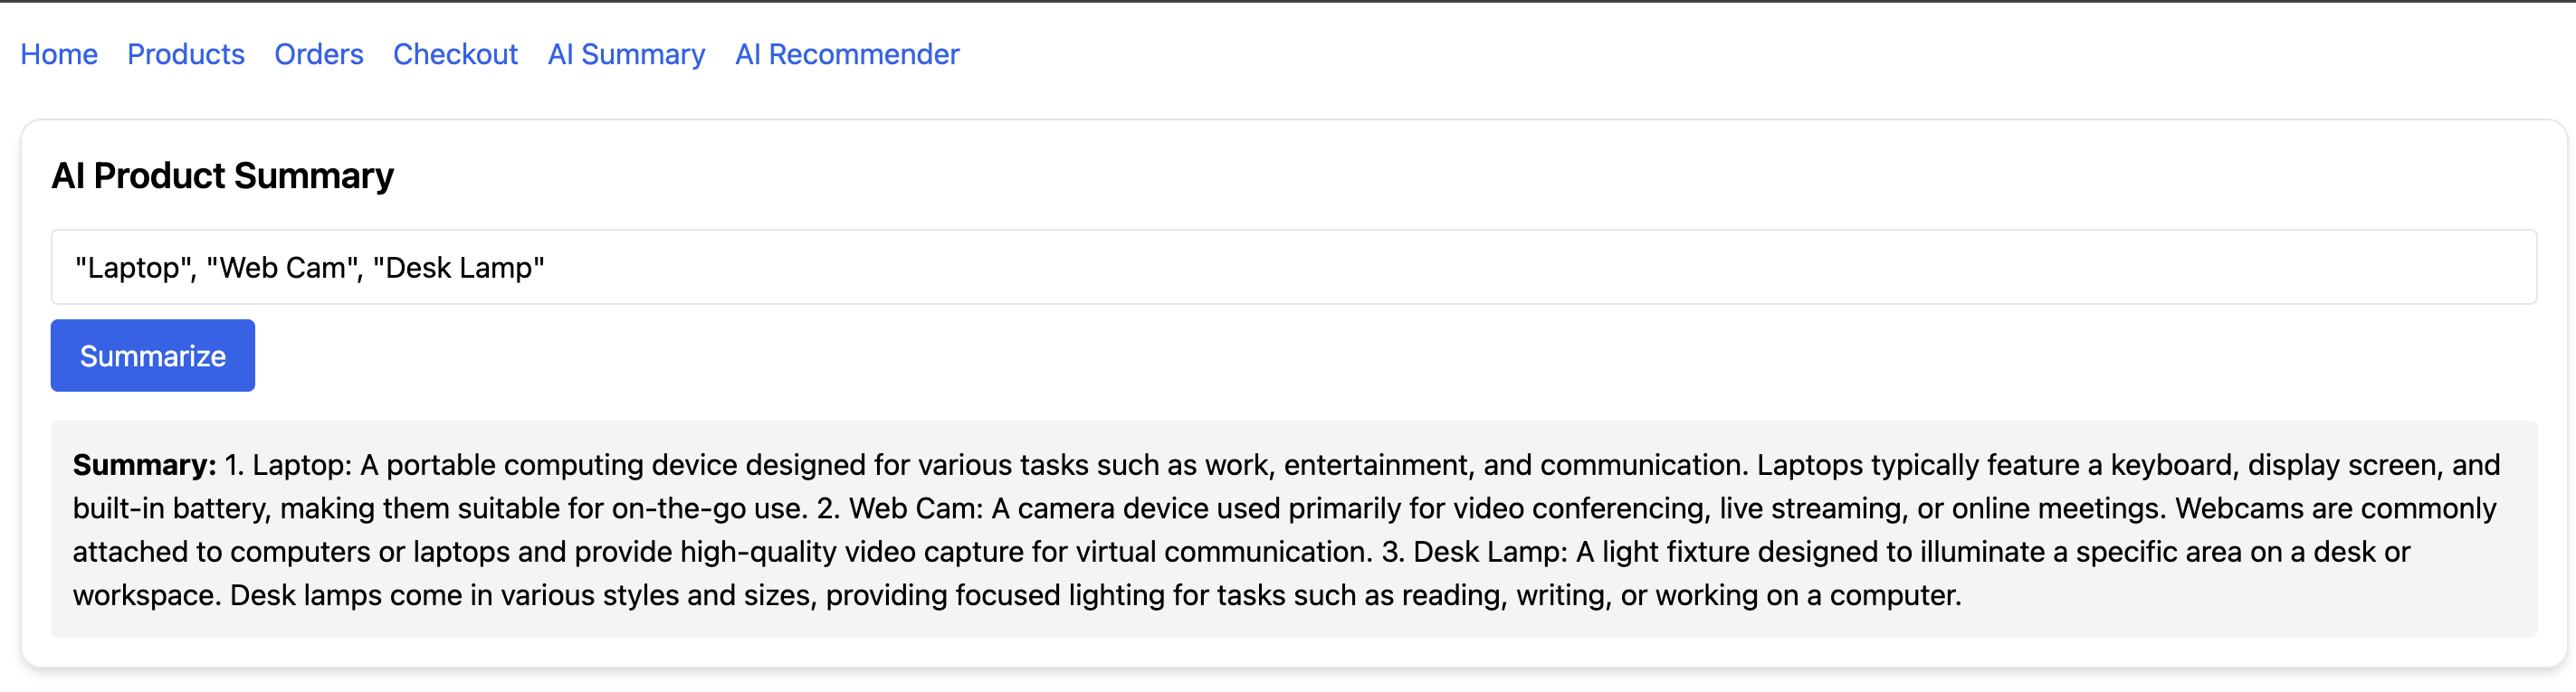 Home Products Orders Checkout AI Summary AI Recommender
AI Product Summary
"Laptop", "Web Cam", "Desk Lamp"
Summarize
Summary: 1. Laptop: A portable computing device designed for various tasks such as work, entertainment, and communication. Laptops typically feature a keyboard, display screen, and
built-in battery, making them suitable for on-the-go use. 2. Web Cam: A camera device used primarily for video conferencing, live streaming, or online meetings. Webcams are commonly
attached to computers or laptops and provide high-quality video capture for virtual communication. 3. Desk Lamp: A light fixture designed to illuminate a specific area on a desk or
workspace. Desk lamps come in various styles and sizes, providing focused lighting for tasks such as reading, writing, or working on a computer.